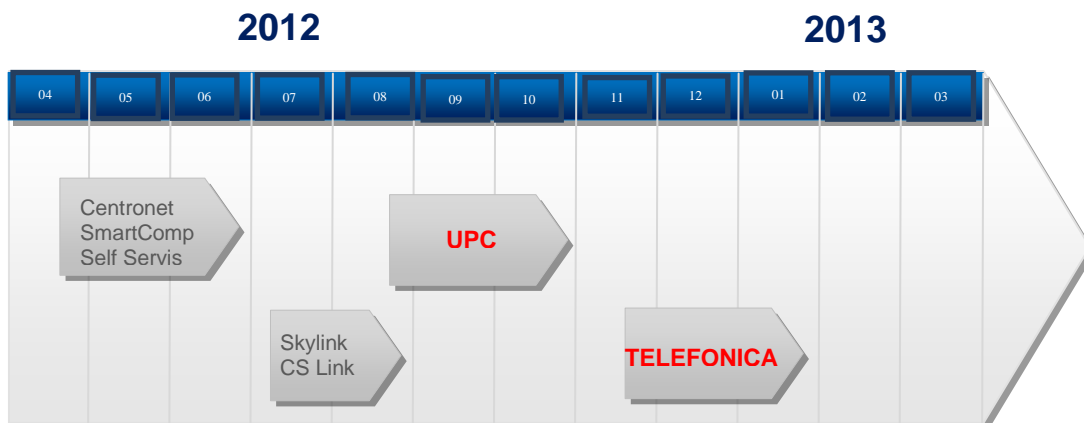 2012
2013
04 05 06 07 08 09 10 11 12 01 02 03
Centronet
SmartComp
Self Servis
UPC
Skylink
CS Link
TELEFONICA